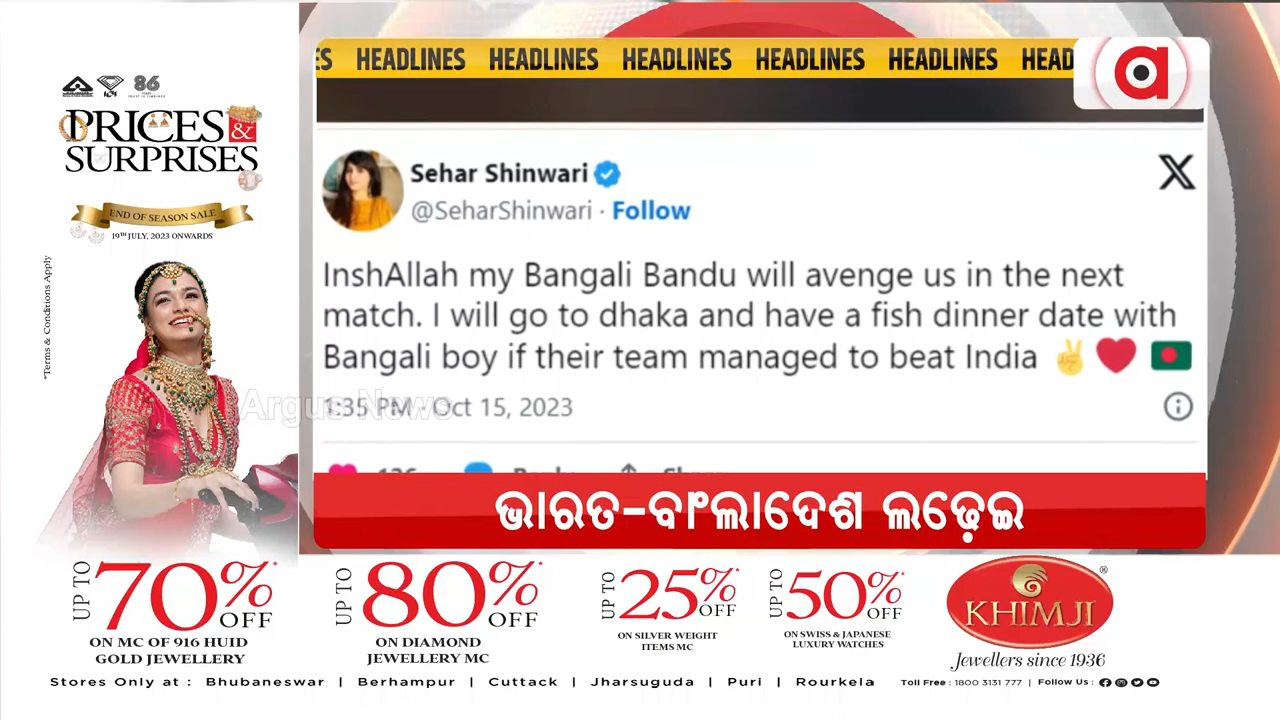 HEADLINES HEADLINES HEADLINES HEADLINES HEADLINES
a
86
PRICES &
SURPRISES
END OF SEASON SALE
19TH JULY, 2023 ONWARDS
*Terms & Conditions Apply
Sehar Shinwari
X
@SeharShinwari · Follow
InshAllah my Bangali Bandu will avenge us in the next
match. I will go to dhaka and have a fish dinner date with
Bangali boy if their team managed to beat India ✌️❤️🇧🇩
1:35 PM · Oct 15, 2023
Argus News
ଭାରତ-ବାଂଲାଦେଶ ଲଢ଼େଇ
UP TO 70%* OFF
ON MC OF 916 HUID
GOLD JEWELLERY
UP TO 80%* OFF
ON DIAMOND
JEWELLERY MC
UP TO 25%* OFF
ON SILVER WEIGHT
ITEMS MC
UP TO 50%* OFF
ON SWISS & JAPANESE
LUXURY WATCHES
KHIMJI®
Jewellers since 1936
Stores Only at : Bhubaneswar | Berhampur | Cuttack | Jharsuguda | Puri | Rourkela
Toll Free : 1800 3131 777 | Follow Us :